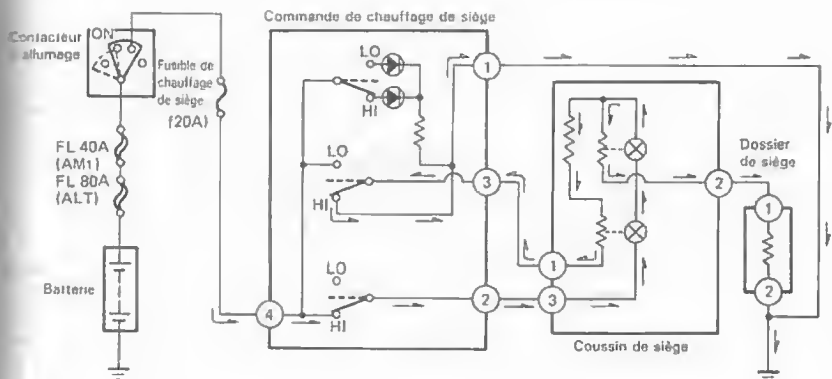 Commande de chauffage de siège
Contacteur
d'allumage
ON
Fusible de
chauffage
de siège
(20A)
FL 40A
(AM1)
FL 80A
(ALT)
Batterie
LO
HI
LO
HI
LO
HI
1
3
2
4
1
3
2
Coussin de siège
Dossier
de siège
1
2